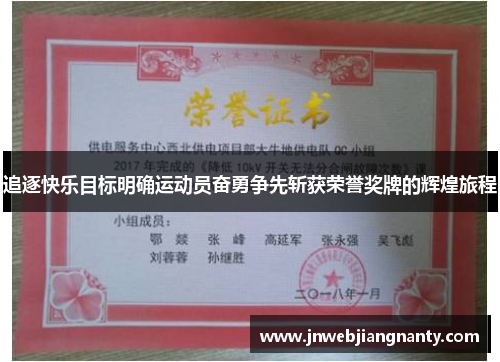 荣誉证书
供电服务中心西北供电项目部大牛地供电队QC小组
2017年完成的《降低10kV开关无法分合闸故障次数》课
追逐快乐目标明确运动员奋勇争先斩获荣誉奖牌的辉煌旅程
小组成员：
鄂燚 张峰 高延军 张永强 吴飞彪
刘蓉蓉 孙继胜
二〇一八年一月
www.jnwebjiangnanty.com